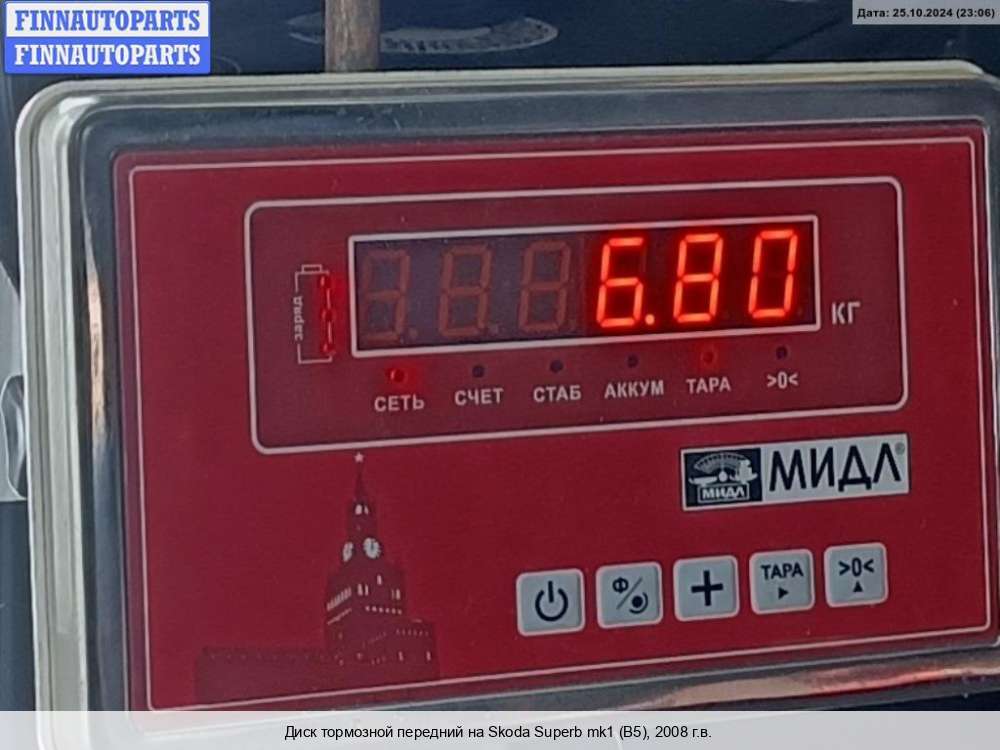 FINNAUTOPARTS
FINNAUTOPARTS
Дата: 25.10.2024 (23:06)
6.80
КГ
заряд
СЕТЬ СЧЕТ СТАБ АККУМ ТАРА >0<
МИДЛ МИДЛ®
Ф ТАРА >0<
Диск тормозной передний на Skoda Superb mk1 (B5), 2008 г.в.